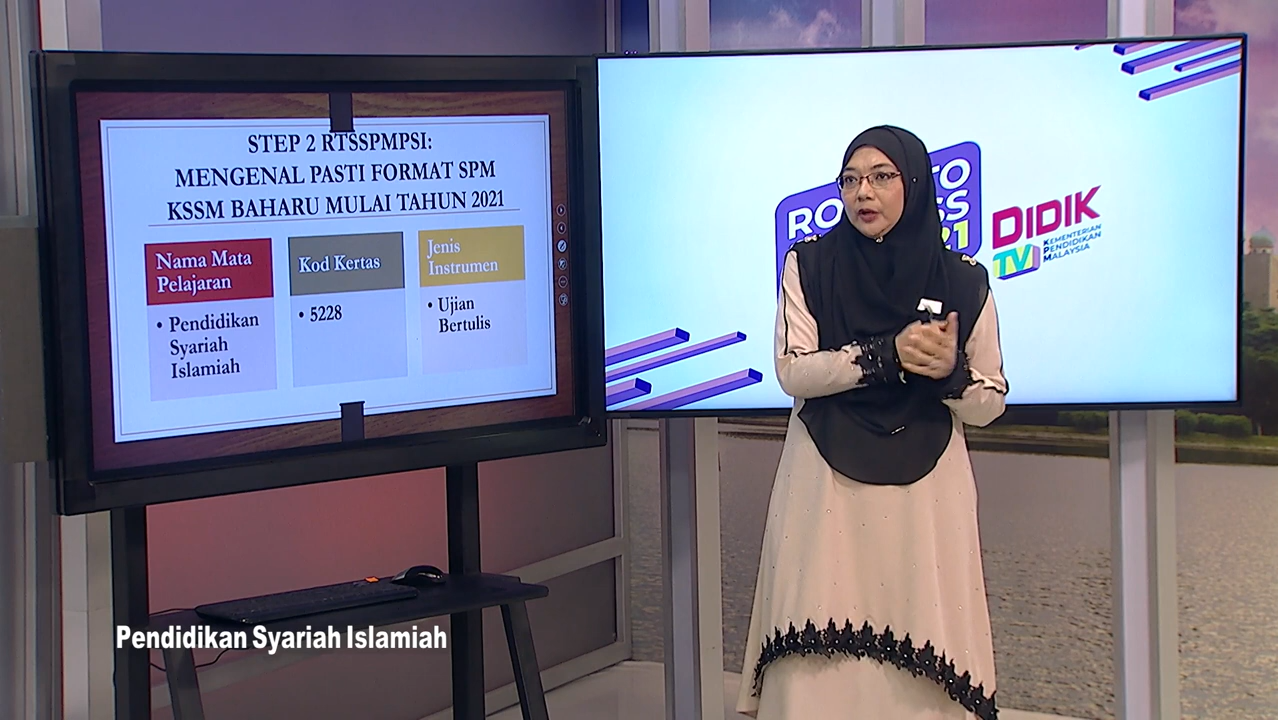 STEP 2 RTSSPMPSI:
MENGENAL PASTI FORMAT SPM
KSSM BAHARU MULAI TAHUN 2021
Nama Mata
Pelajaran
• Pendidikan
Syariah
Islamiah
Kod Kertas
• 5228
Jenis
Instrumen
• Ujian
Bertulis
DIDIK
TV
KEMENTERIAN
PENDIDIKAN
MALAYSIA
Pendidikan Syariah Islamiah